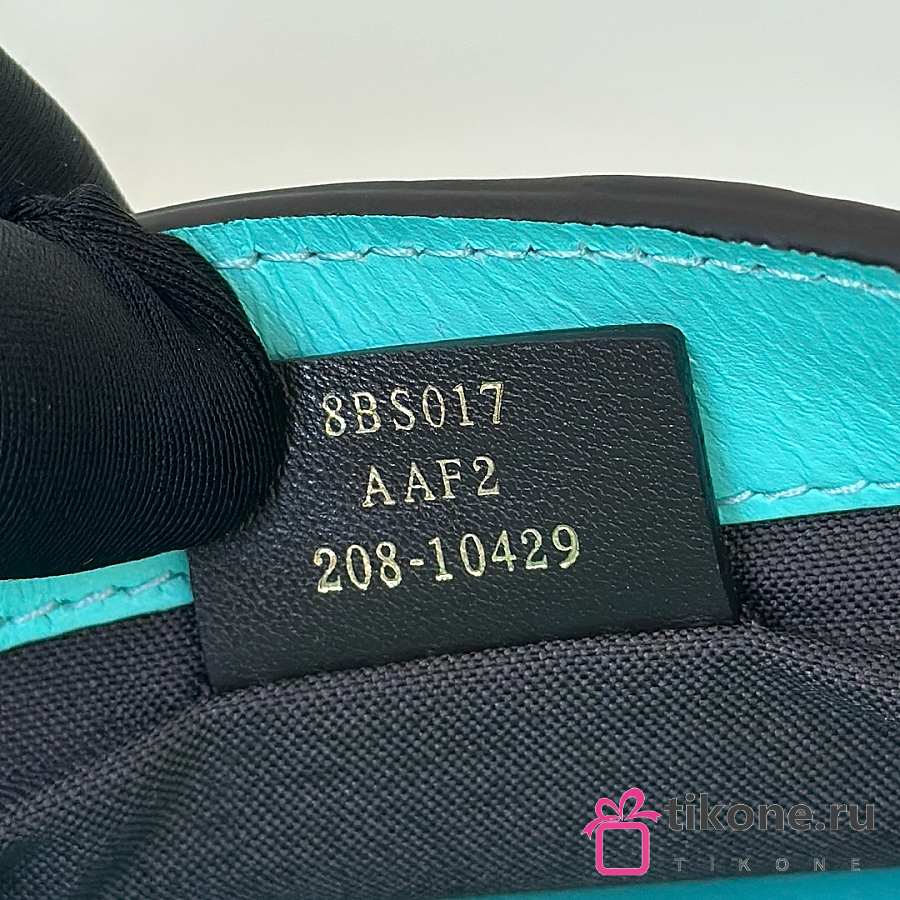 8BS017
AAF2
208-10429
tikone.ru
TIKONE